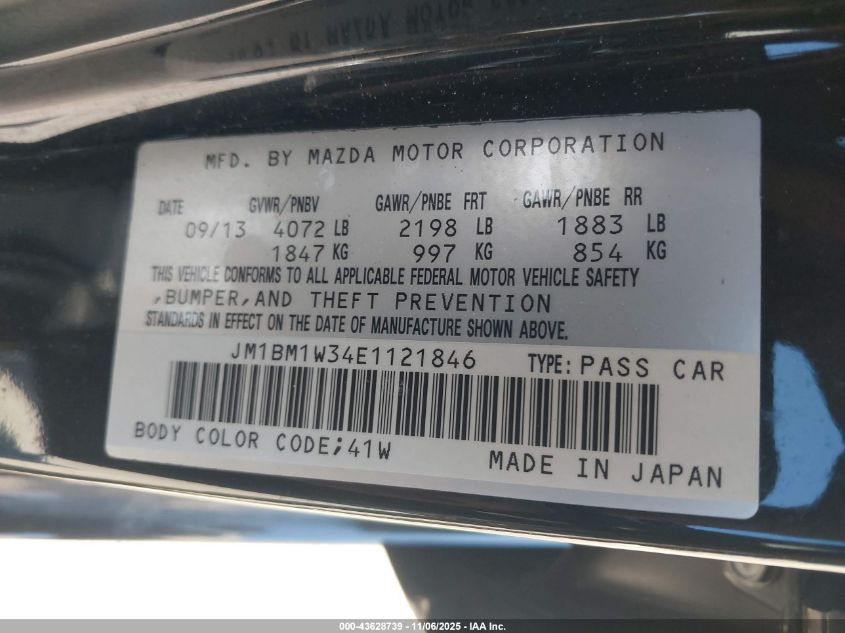 MFD. BY MAZDA MOTOR CORPORATION
DATE GVWR/PNBV GAWR/PNBE FRT GAWR/PNBE RR
09/13 4072 LB 2198 LB 1883 LB
1847 KG 997 KG 854 KG
THIS VEHICLE CONFORMS TO ALL APPLICABLE FEDERAL MOTOR VEHICLE SAFETY
,BUMPER,AND THEFT PREVENTION
STANDARDS IN EFFECT ON THE DATE OF MANUFACTURE SHOWN ABOVE.
JM1BM1W34E1121846 TYPE: PASS CAR
BODY COLOR CODE;41W
MADE IN JAPAN
000-43628739 - 11/06/2025 - IAA Inc.